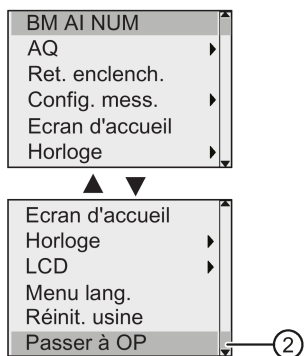 BM AI NUM
AQ
Ret. enclench.
Config. mess.
Ecran d'accueil
Horloge
Ecran d'accueil
Horloge
LCD
Menu lang.
Réinit. usine
Passer à OP
2